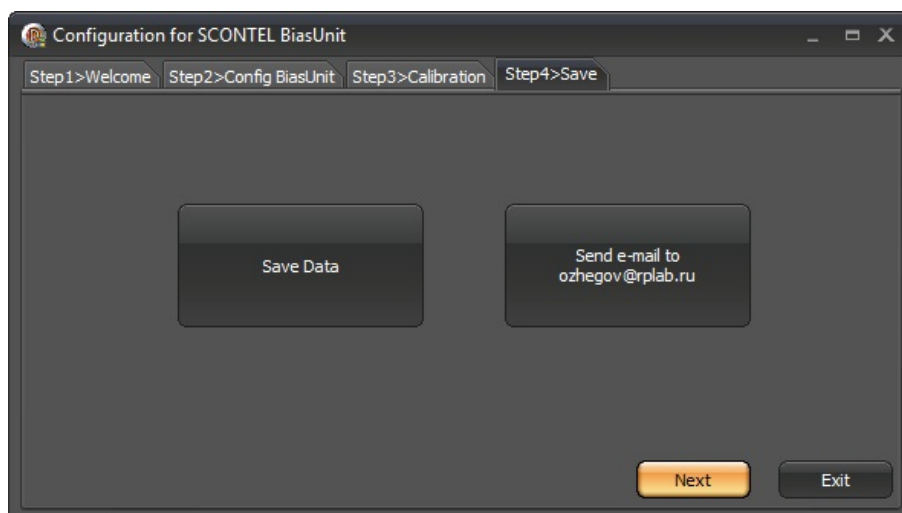 Configuration for SCONTEL BiasUnit
Step1>Welcome Step2>Config BiasUnit Step3>Calibration Step4>Save
Save Data
Send e-mail to
ozhegov@rplab.ru
Next Exit